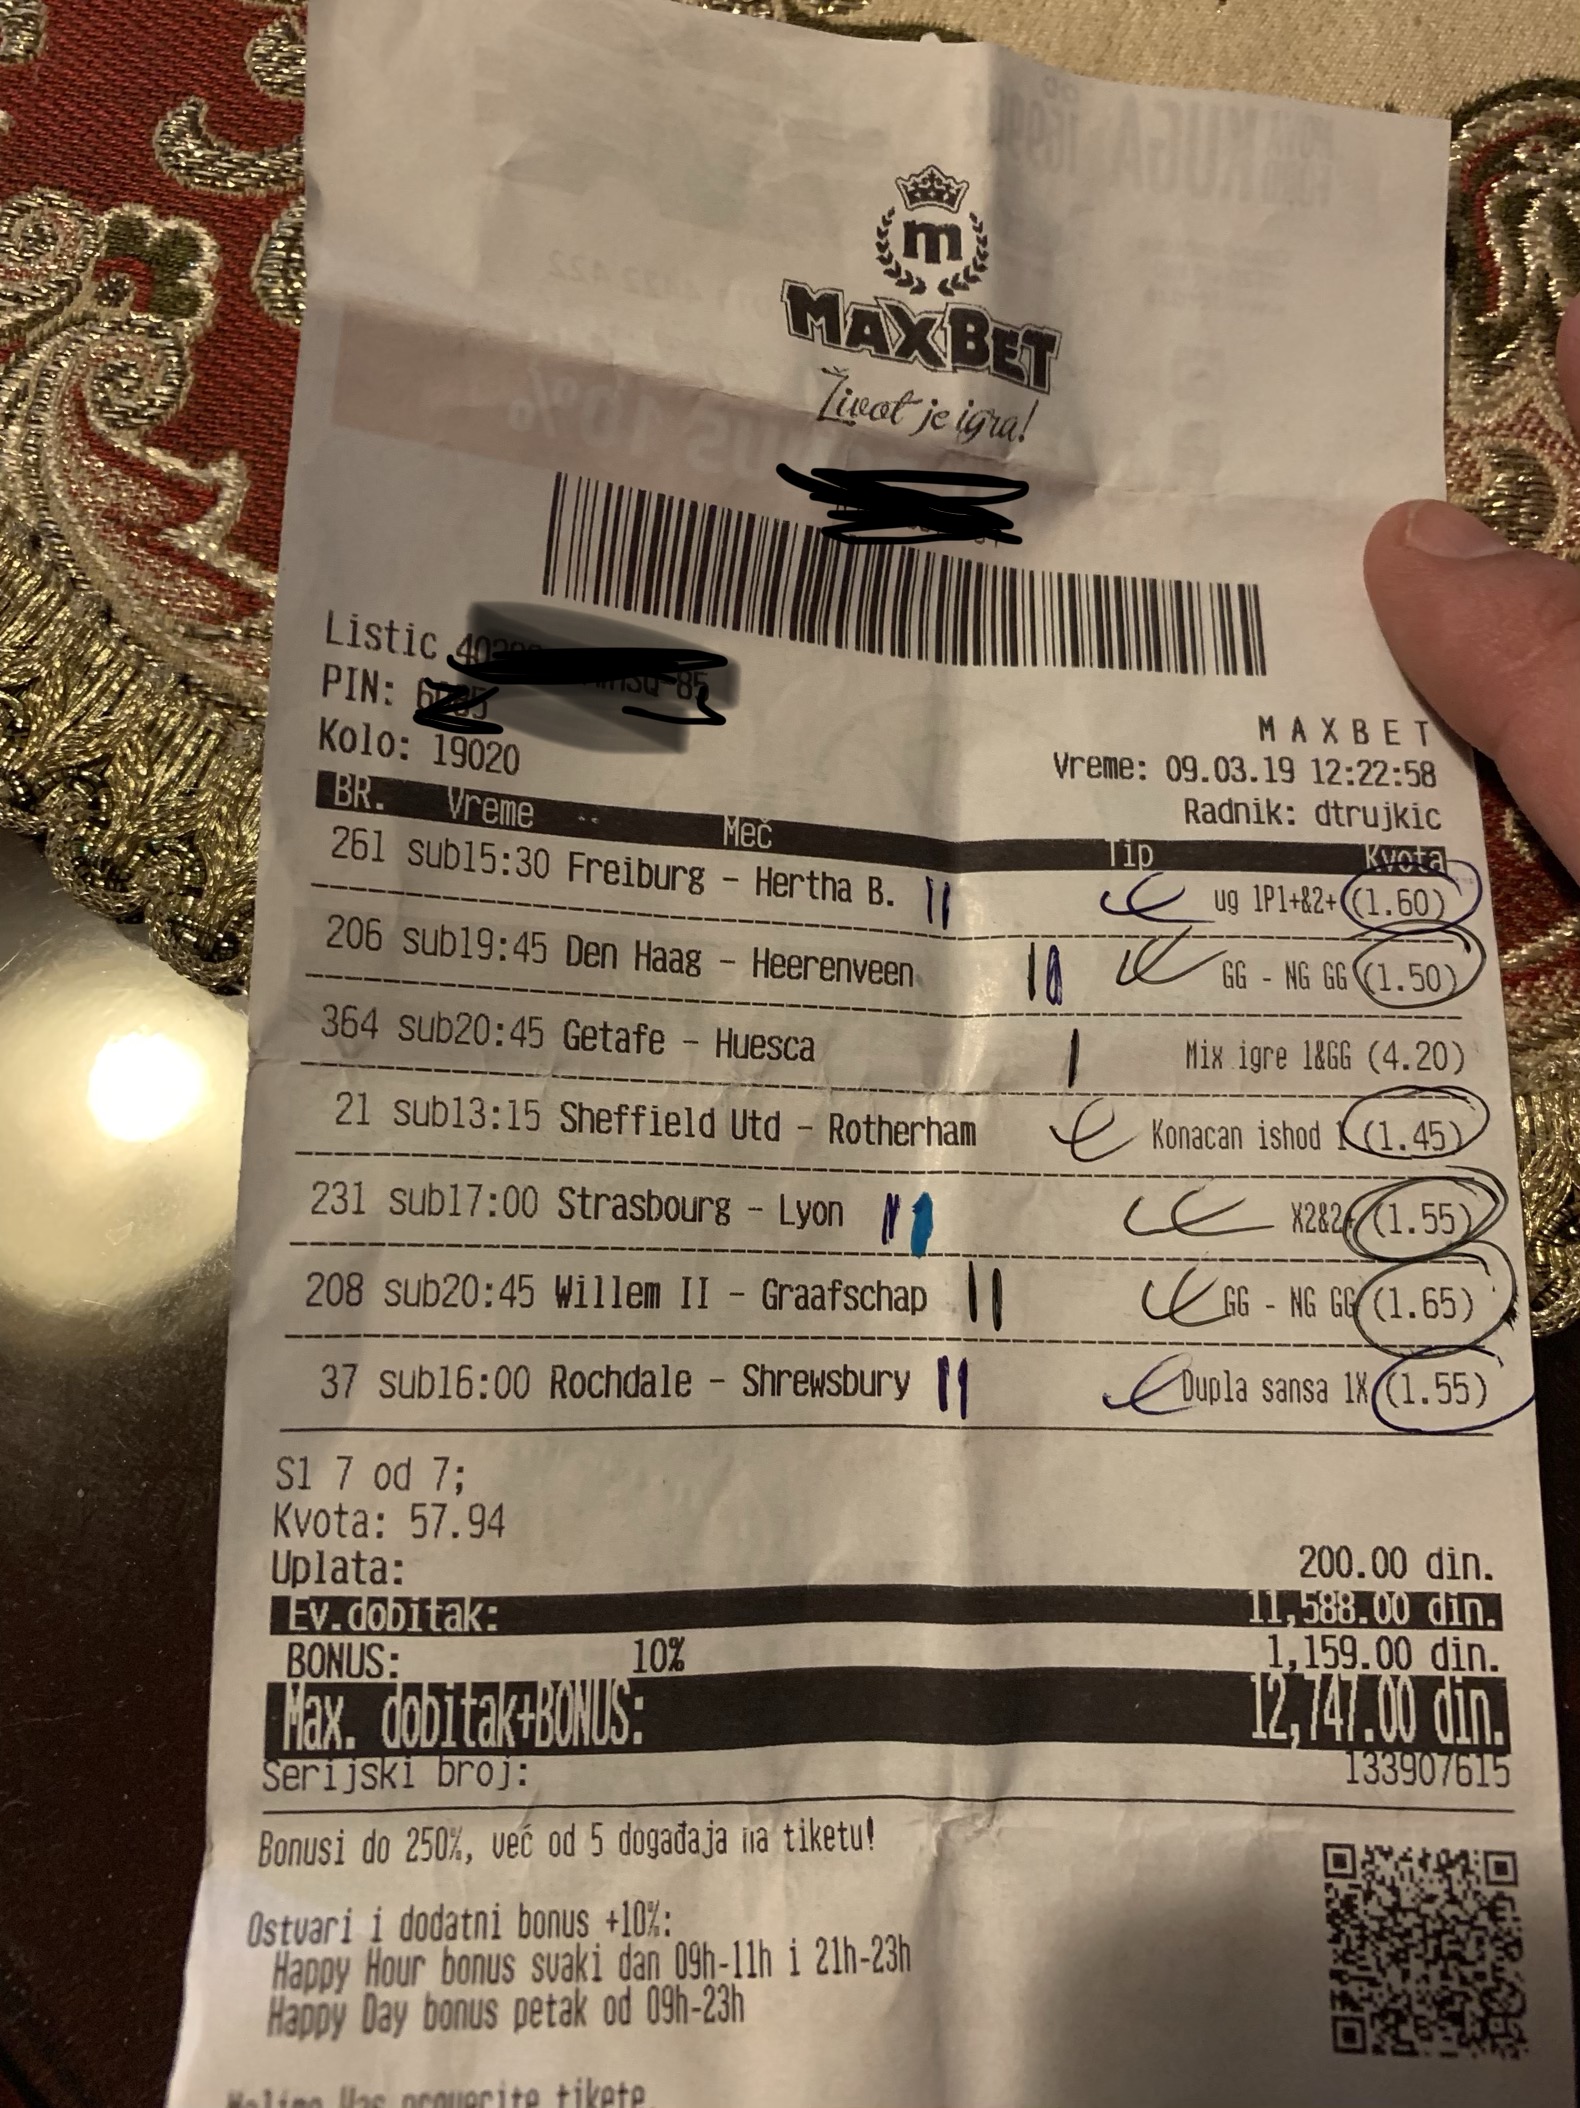 m
MAXBET
Život je igra!
Listic
PIN:
Kolo: 19020
MAXBET
Vreme: 09.03.19 12:22:58
Radnik: dtrujkic
BR. Vreme Meč Tip Kvota
261 sub15:30 Freiburg - Hertha B. ug 1P1+&2+ (1.60)
206 sub19:45 Den Haag - Heerenveen GG - NG GG (1.50)
364 sub20:45 Getafe - Huesca Mix igre 1&GG (4.20)
21 sub13:15 Sheffield Utd - Rotherham Konacan ishod 1 (1.45)
231 sub17:00 Strasbourg - Lyon X2&2+ (1.55)
208 sub20:45 Willem II - Graafschap GG - NG GG (1.65)
37 sub16:00 Rochdale - Shrewsbury Dupla sansa 1X (1.55)
S1 7 od 7;
Kvota: 57.94
Uplata: 200.00 din.
Ev.dobitak: 11,588.00 din.
BONUS: 10% 1,159.00 din.
Max. dobitak+BONUS: 12,747.00 din.
Serijski broj: 133907615
Bonusi do 250%, već od 5 događaja na tiketu!
Ostvari i dodatni bonus +10%:
Happy Hour bonus svaki dan 09h-11h i 21h-23h
Happy Day bonus petak od 09h-23h
Molimo Vas proverite tikete.